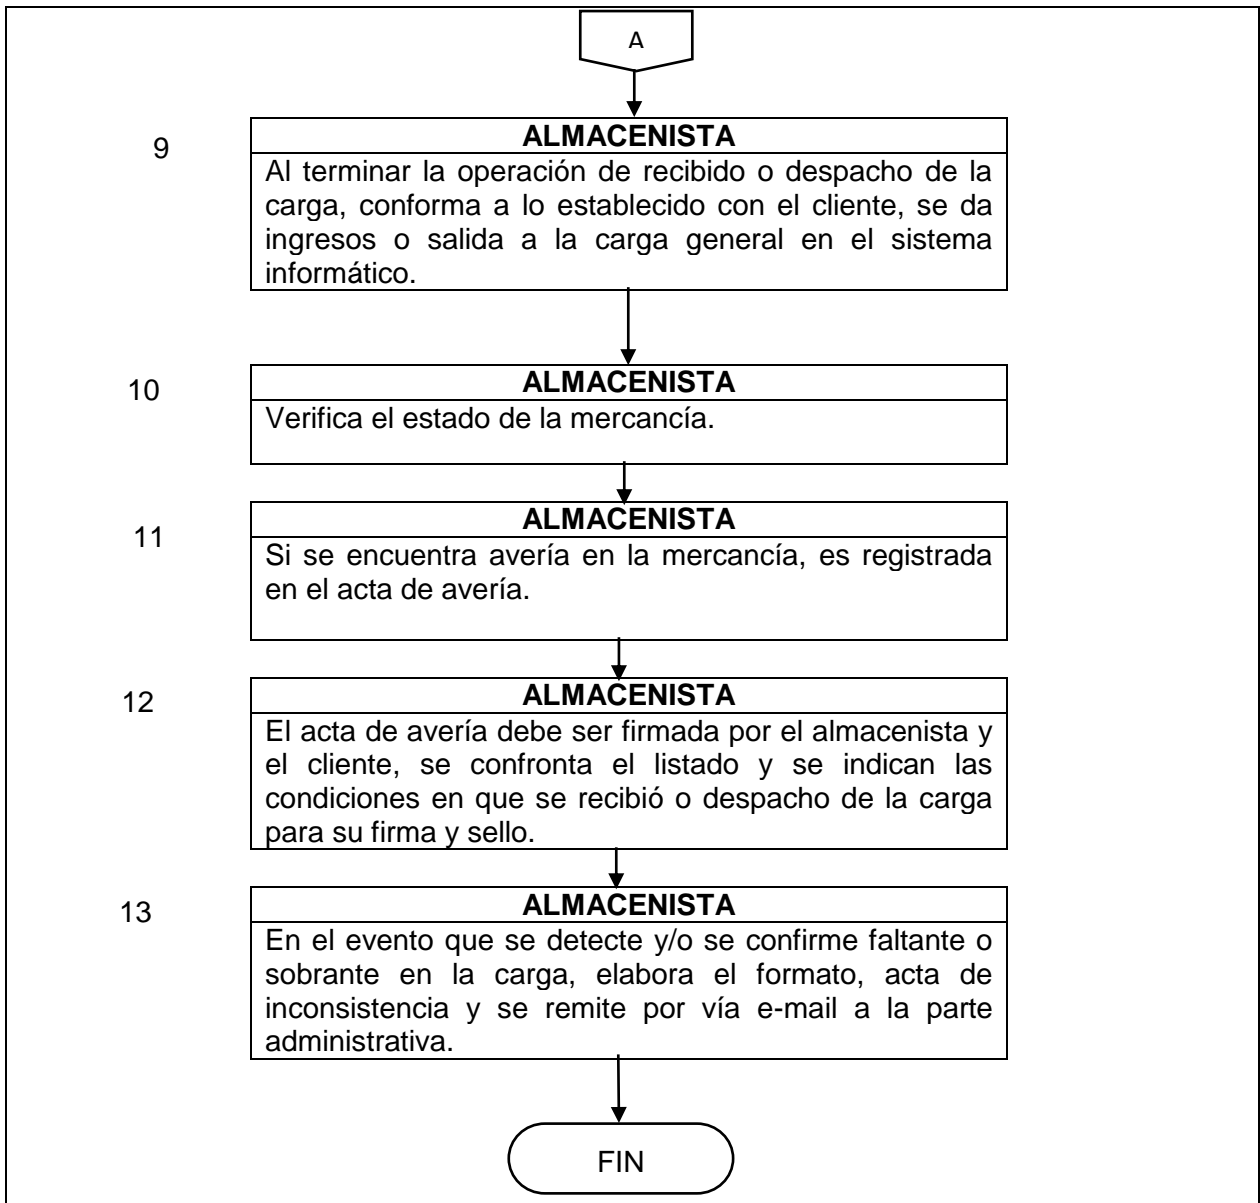 A
9
ALMACENISTA
Al terminar la operación de recibido o despacho de la
carga, conforma a lo establecido con el cliente, se da
ingresos o salida a la carga general en el sistema
informático.
10
ALMACENISTA
Verifica el estado de la mercancía.
11
ALMACENISTA
Si se encuentra avería en la mercancía, es registrada
en el acta de avería.
12
ALMACENISTA
El acta de avería debe ser firmada por el almacenista y
el cliente, se confronta el listado y se indican las
condiciones en que se recibió o despacho de la carga
para su firma y sello.
13
ALMACENISTA
En el evento que se detecte y/o se confirme faltante o
sobrante en la carga, elabora el formato, acta de
inconsistencia y se remite por vía e-mail a la parte
administrativa.
FIN